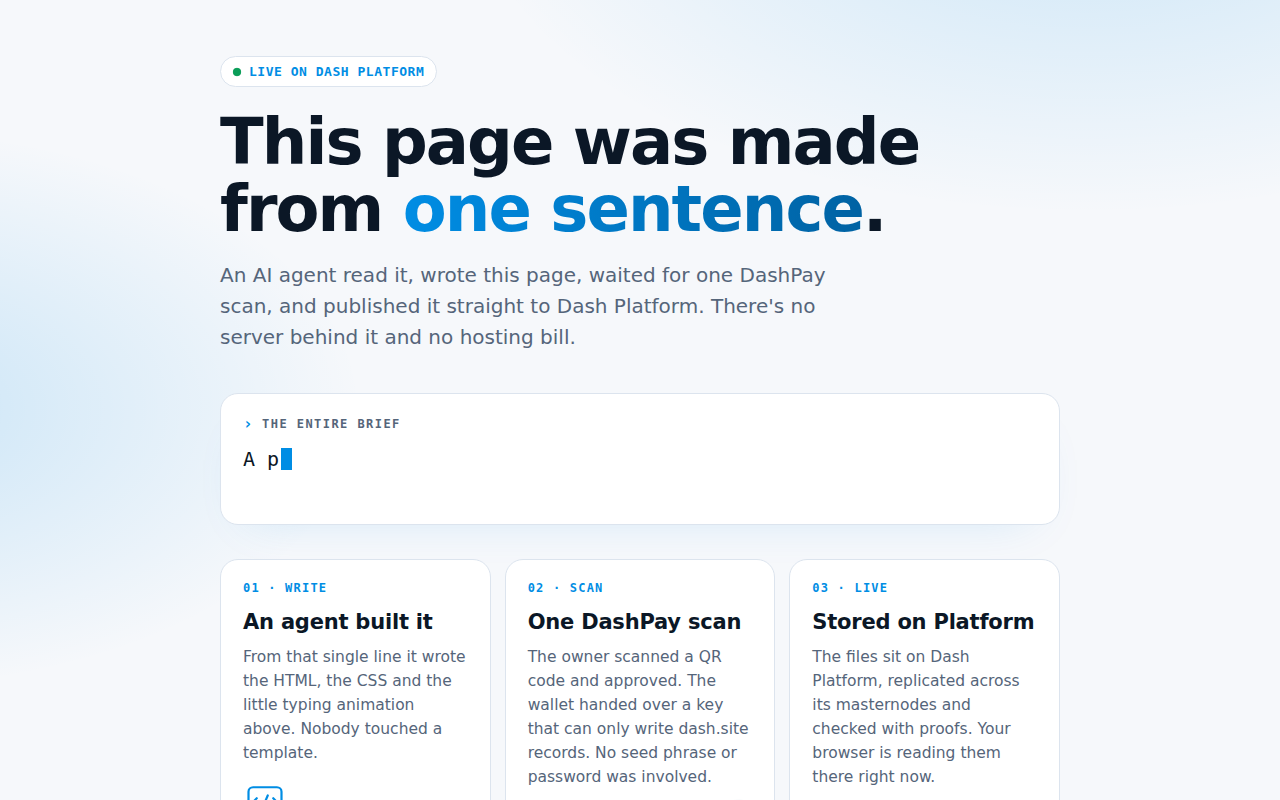 LIVE ON DASH PLATFORM
This page was made
from one sentence.
An AI agent read it, wrote this page, waited for one DashPay
scan, and published it straight to Dash Platform. There's no
server behind it and no hosting bill.
› THE ENTIRE BRIEF
A p
01 · WRITE
An agent built it
From that single line it wrote
the HTML, the CSS and the
little typing animation
above. Nobody touched a
template.
02 · SCAN
One DashPay scan
The owner scanned a QR
code and approved. The
wallet handed over a key
that can only write dash.site
records. No seed phrase or
password was involved.
03 · LIVE
Stored on Platform
The files sit on Dash
Platform, replicated across
its masternodes and
checked with proofs. Your
browser is reading them
there right now.